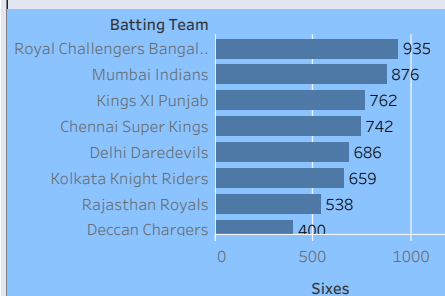 Batting Team
Royal Challengers Bangal.. 935
Mumbai Indians 876
Kings XI Punjab 762
Chennai Super Kings 742
Delhi Daredevils 686
Kolkata Knight Riders 659
Rajasthan Royals 538
Deccan Chargers 400
0 500 1000
Sixes